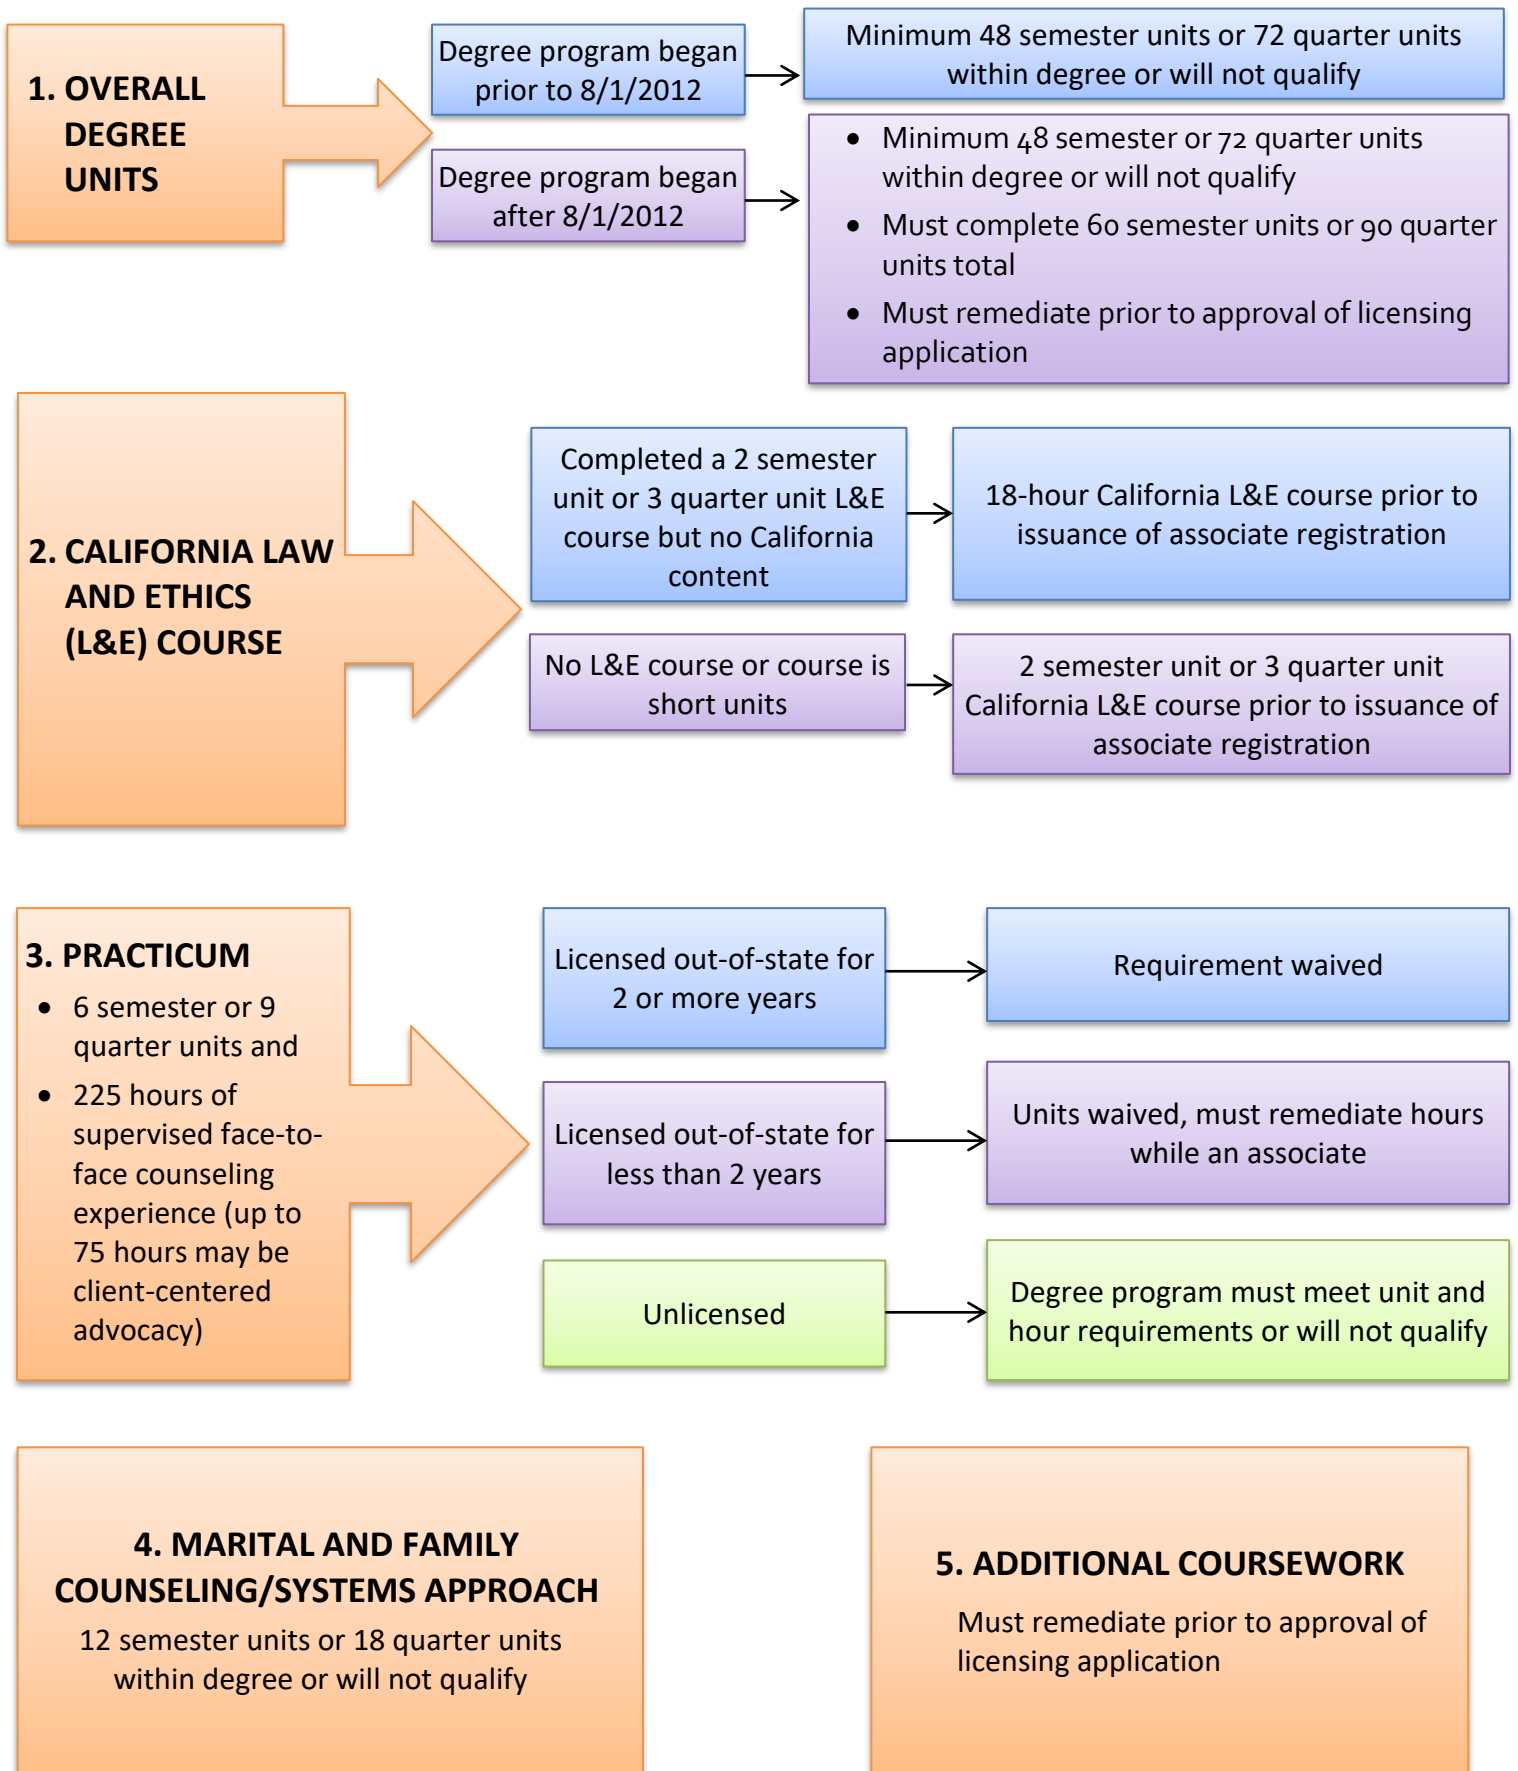 1. OVERALL
DEGREE
UNITS
Degree program began
prior to 8/1/2012
Minimum 48 semester units or 72 quarter units
within degree or will not qualify
Degree program began
after 8/1/2012
• Minimum 48 semester or 72 quarter units
within degree or will not qualify
• Must complete 60 semester units or 90 quarter
units total
• Must remediate prior to approval of licensing
application
2. CALIFORNIA LAW
AND ETHICS
(L&E) COURSE
Completed a 2 semester
unit or 3 quarter unit L&E
course but no California
content
18-hour California L&E course prior to
issuance of associate registration
No L&E course or course is
short units
2 semester unit or 3 quarter unit
California L&E course prior to issuance of
associate registration
3. PRACTICUM
• 6 semester or 9
quarter units and
• 225 hours of
supervised face-to-
face counseling
experience (up to
75 hours may be
client-centered
advocacy)
Licensed out-of-state for
2 or more years
Requirement waived
Licensed out-of-state for
less than 2 years
Units waived, must remediate hours
while an associate
Unlicensed
Degree program must meet unit and
hour requirements or will not qualify
4. MARITAL AND FAMILY
COUNSELING/SYSTEMS APPROACH
12 semester units or 18 quarter units
within degree or will not qualify
5. ADDITIONAL COURSEWORK
Must remediate prior to approval of
licensing application